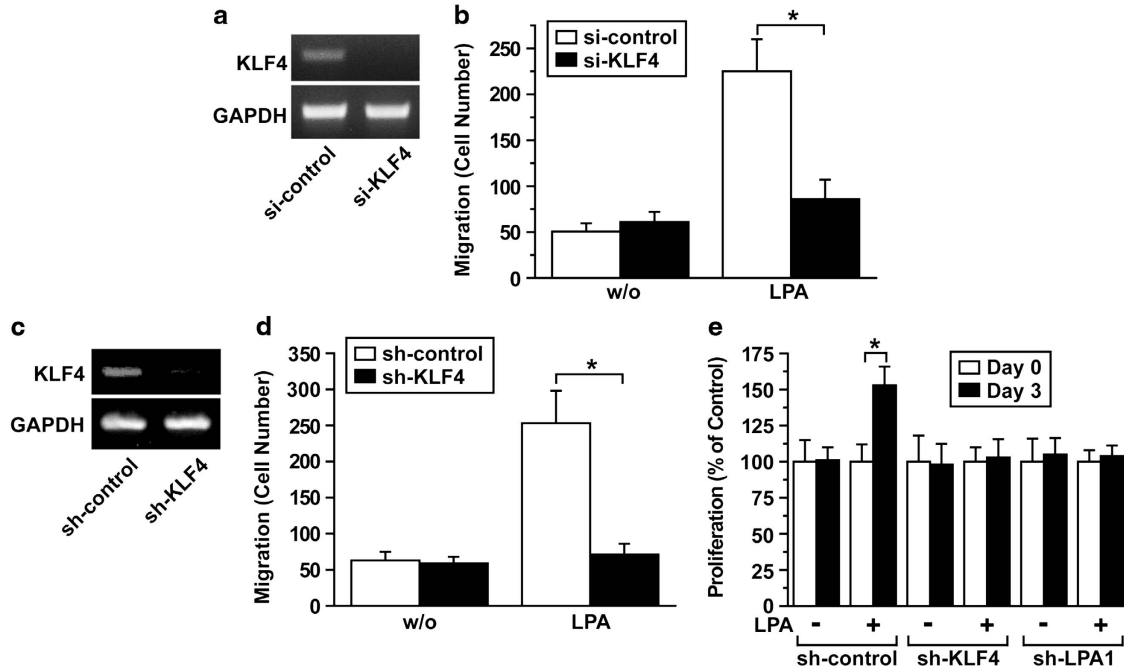 a
KLF4
GAPDH
si-control
si-KLF4
b
Migration (Cell Number)
250
200
150
100
50
0
si-control
si-KLF4
*
w/o
LPA
c
KLF4
GAPDH
sh-control
sh-KLF4
d
Migration (Cell Number)
350
300
250
200
150
100
50
0
sh-control
sh-KLF4
*
w/o
LPA
e
Proliferation (% of Control)
175
150
125
100
75
50
25
0
*
Day 0
Day 3
LPA - + - + - +
sh-control sh-KLF4 sh-LPA1